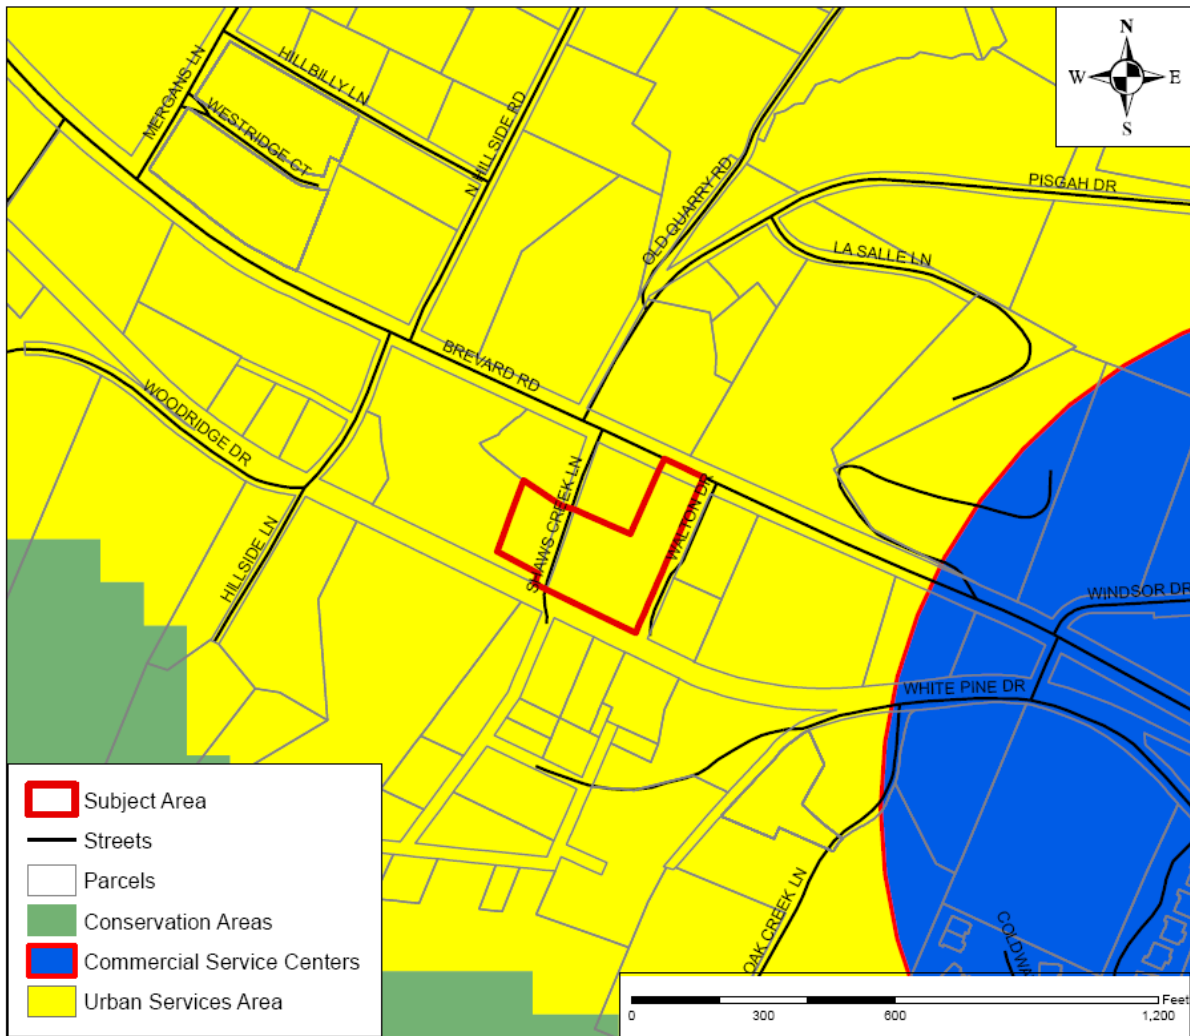 N
W E
S
MERGANS LN
HILLBILLY LN
WESTRIDGE CT
N HILLSIDE RD
OLD QUARRY RD
PISGAH DR
LA SALLE LN
BREVARD RD
WOODRIDGE DR
SHAWS CREEK LN
WALTON DR
HILLSIDE LN
WINDSOR DR
WHITE PINE DR
OAK CREEK LN
COLDWA
Subject Area
Streets
Parcels
Conservation Areas
Commercial Service Centers
Urban Services Area
Feet
0 300 600 1,200